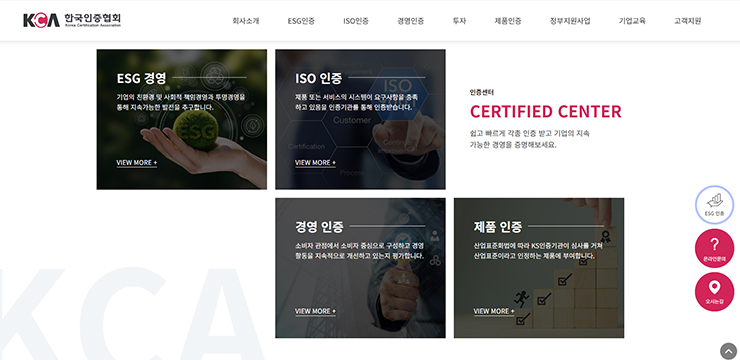 KCA 한국인증협회
Korea Certification Association
회사소개 ESG인증 ISO인증 경영인증 투자 제품인증 정부지원사업 기업교육 고객지원
ESG 경영
기업의 친환경 및 사회적 책임경영과 투명경영을
통해 지속가능한 발전을 추구합니다.
ESG
VIEW MORE +
ISO 인증
제품 또는 서비스의 시스템이 요구사항을 충족
하고 있음을 인증기관을 통해 인증받습니다.
ISO
Customer
Certification
Process
VIEW MORE +
인증센터
CERTIFIED CENTER
쉽고 빠르게 각종 인증 받고 기업의 지속
가능한 경영을 증명해보세요.
경영 인증
소비자 관점에서 소비자 중심으로 구성하고 경영
활동을 지속적으로 개선하고 있는지 평가합니다.
VIEW MORE +
제품 인증
산업표준화법에 따라 KS인증기관이 심사를 거쳐
산업표준이라고 인정하는 제품에 부여합니다.
VIEW MORE +
ESG 인증
?
온라인문의
오시는길
KCA